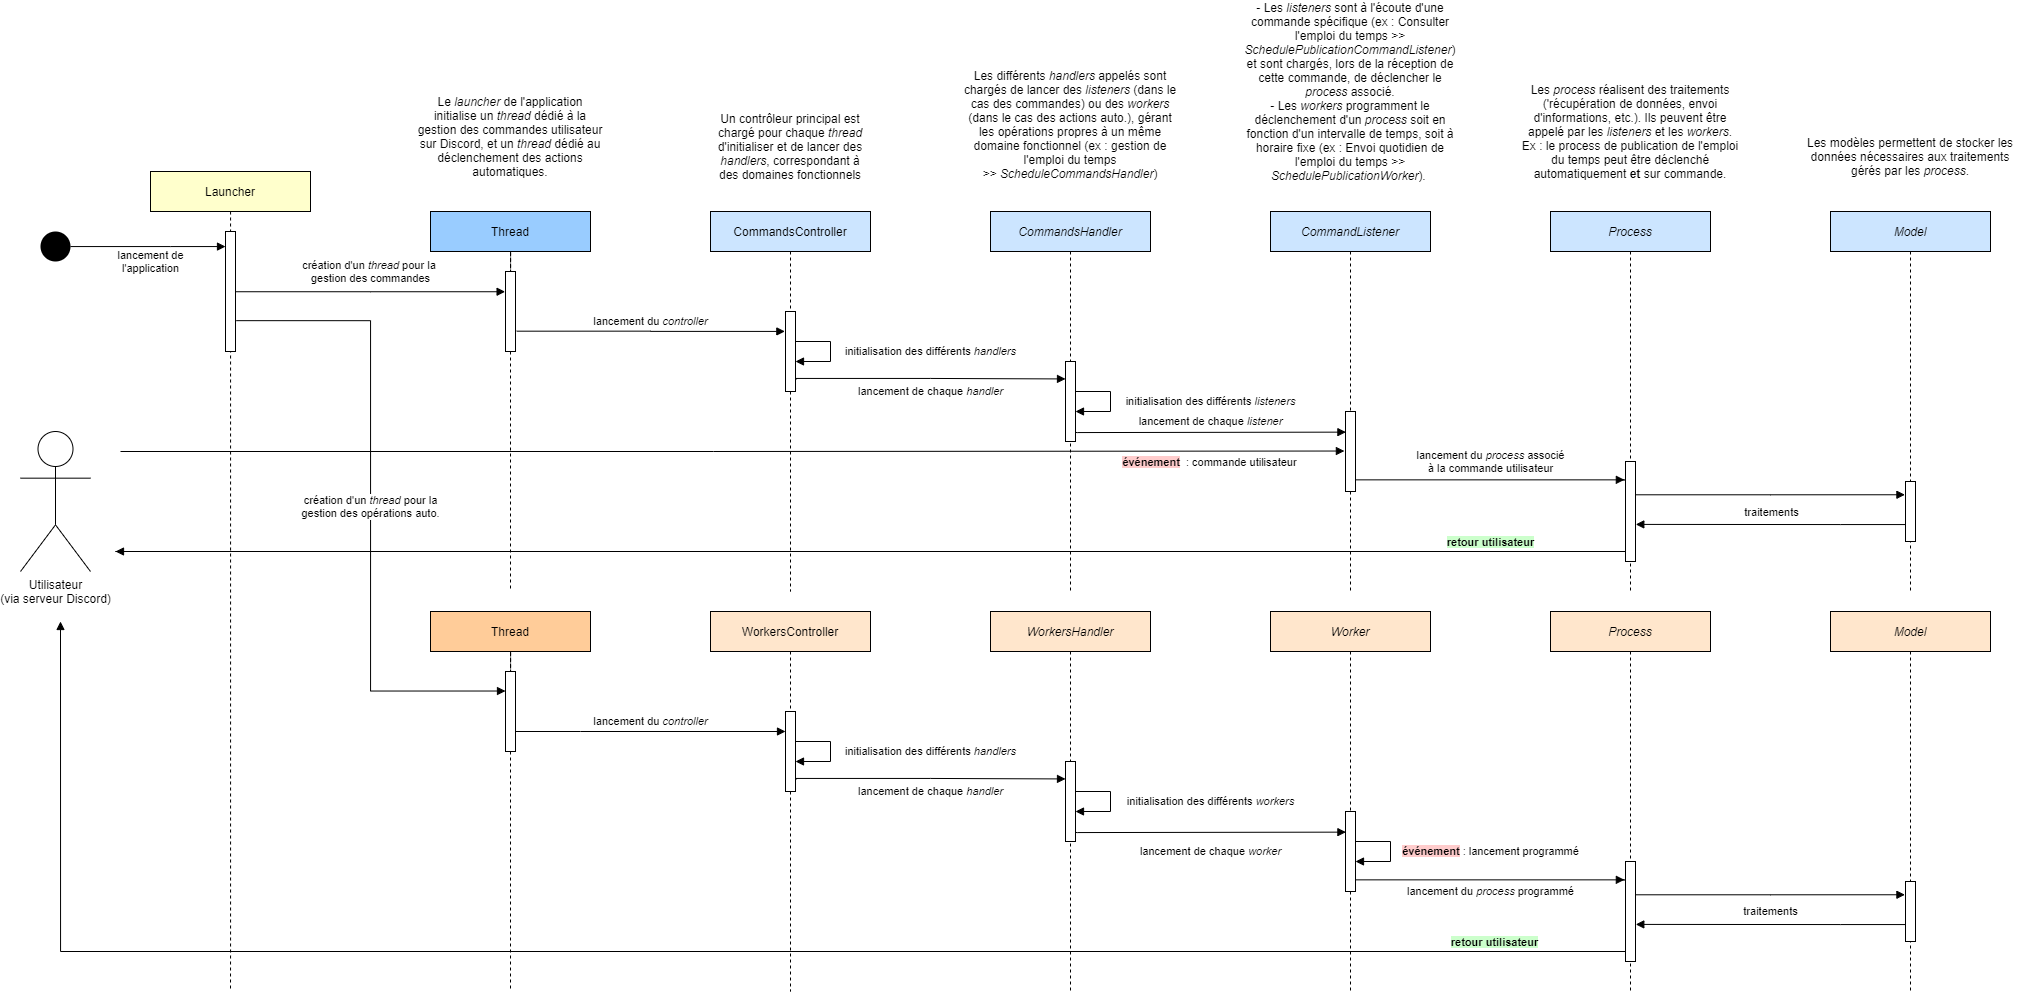 Le launcher de l'application
initialise un thread dédié à la
gestion des commandes utilisateur
sur Discord, et un thread dédié au
déclenchement des actions
automatiques.
Un contrôleur principal est
chargé pour chaque thread
d'initialiser et de lancer des
handlers, correspondant à
des domaines fonctionnels
Les différents handlers appelés sont
chargés de lancer des listeners (dans le
cas des commandes) ou des workers
(dans le cas des actions auto.), gérant
les opérations propres à un même
domaine fonctionnel (ex : gestion de
l'emploi du temps
>> ScheduleCommandsHandler)
- Les listeners sont à l'écoute d'une
commande spécifique (ex : Consulter
l'emploi du temps >>
SchedulePublicationCommandListener)
et sont chargés, lors de la réception de
cette commande, de déclencher le
process associé.
- Les workers programment le
déclenchement d'un process soit en
fonction d'un intervalle de temps, soit à
horaire fixe (ex : Envoi quotidien de
l'emploi du temps >>
SchedulePublicationWorker).
Les process réalisent des traitements
('récupération de données, envoi
d'informations, etc.). Ils peuvent être
appelé par les listeners et les workers.
Ex : le process de publication de l'emploi
du temps peut être déclenché
automatiquement et sur commande.
Les modèles permettent de stocker les
données nécessaires aux traitements
gérés par les process.
Launcher
Thread
CommandsController
CommandsHandler
CommandListener
Process
Model
lancement de
l'application
création d'un thread pour la
gestion des commandes
lancement du controller
initialisation des différents handlers
lancement de chaque handler
initialisation des différents listeners
lancement de chaque listener
événement : commande utilisateur
lancement du process associé
à la commande utilisateur
traitements
retour utilisateur
création d'un thread pour la
gestion des opérations auto.
Utilisateur
(via serveur Discord)
Thread
WorkersController
WorkersHandler
Worker
Process
Model
lancement du controller
initialisation des différents handlers
lancement de chaque handler
initialisation des différents workers
lancement de chaque worker
événement : lancement programmé
lancement du process programmé
traitements
retour utilisateur